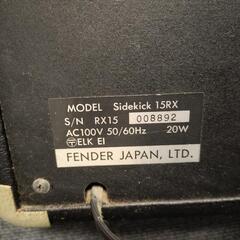 MODEL Sidekick 15RX
S/N RX15 008892
AC100V 50/60Hz 20W
〒ELK EI
FENDER JAPAN, LTD.